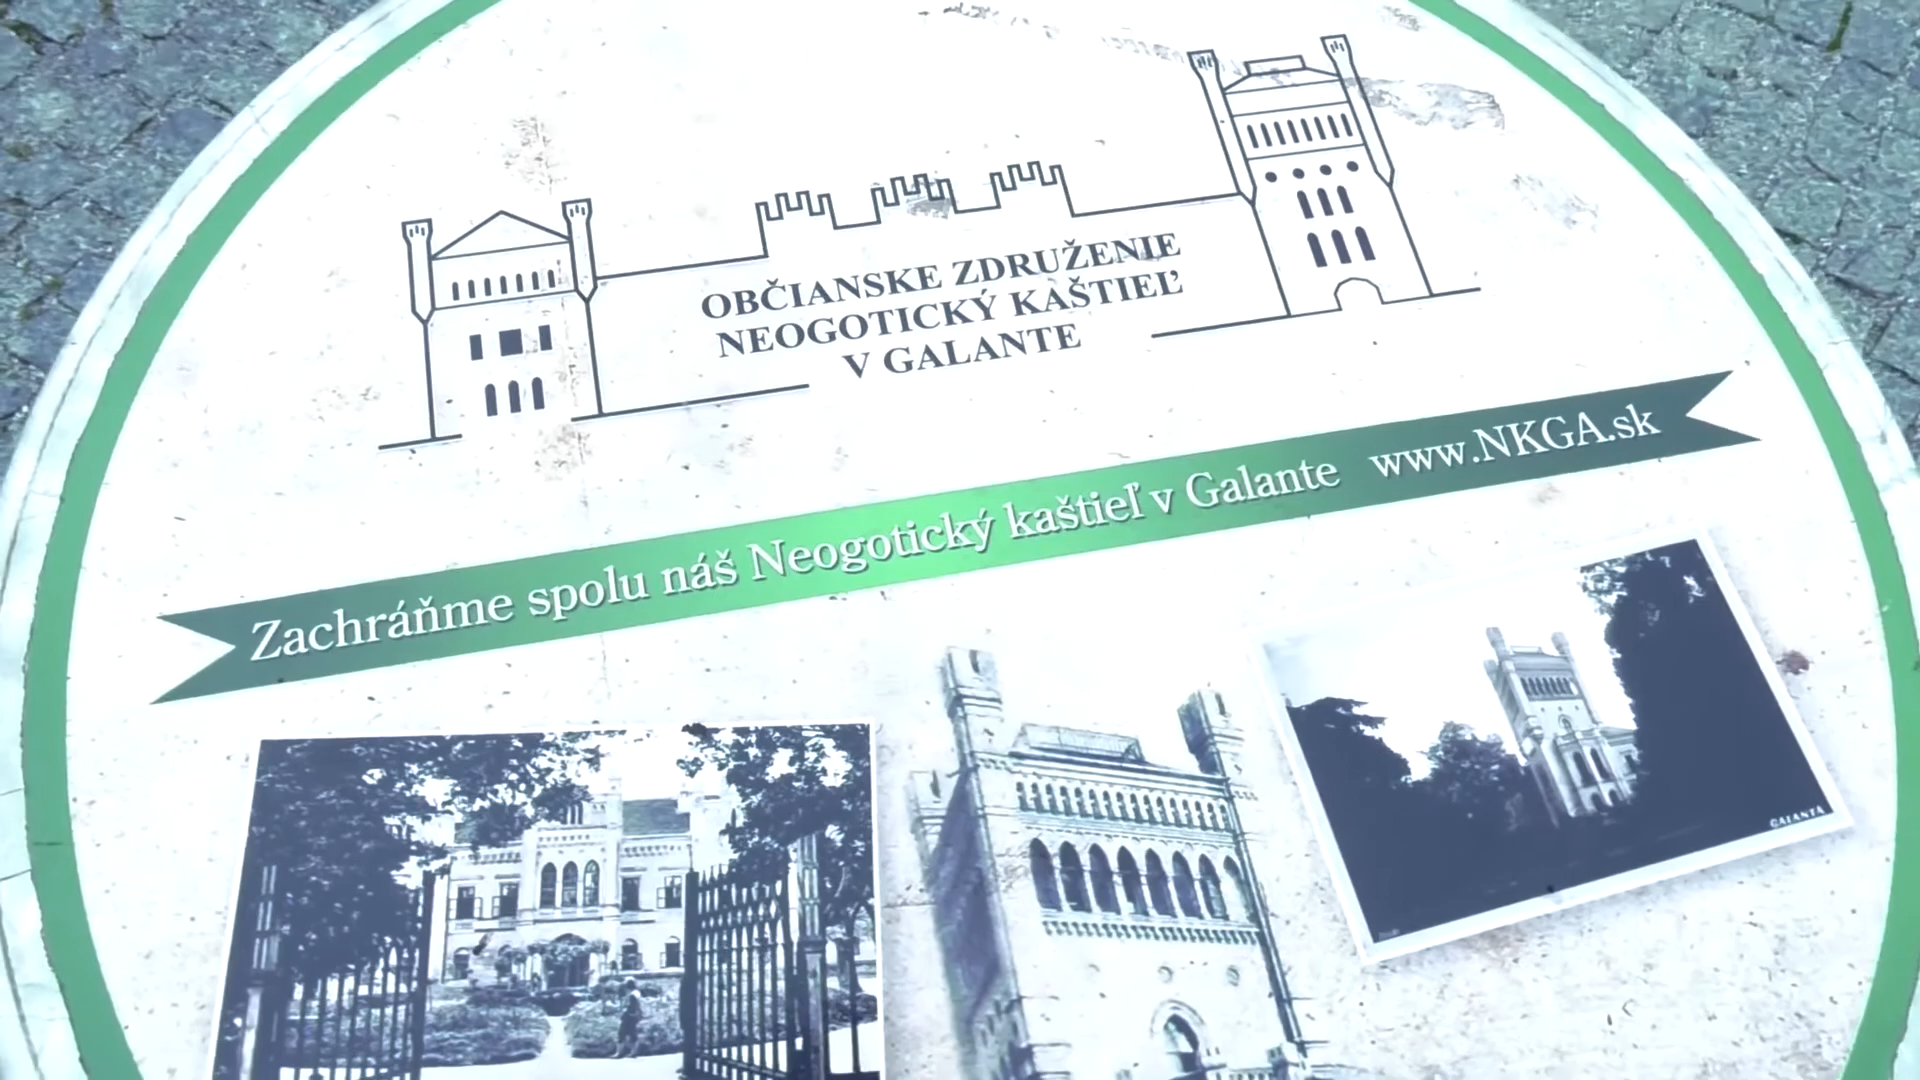 OBČIANSKE ZDRUŽENIE
NEOGOTICKÝ KAŠTIEĽ
V GALANTE
Zachráňme spolu náš Neogotický kaštieľ v Galante www.NKGA.sk
GALANTA